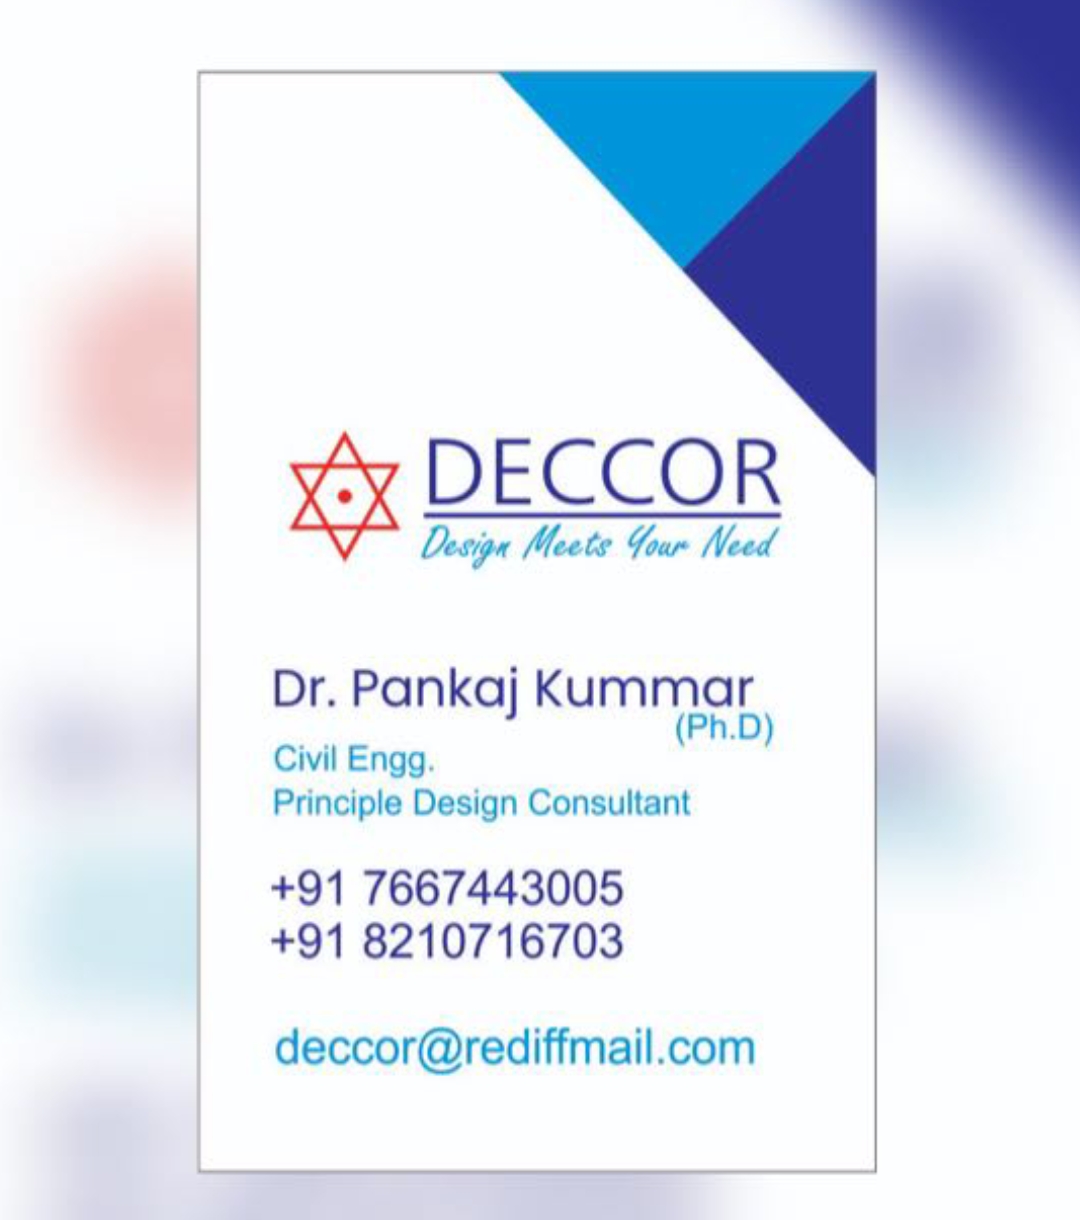 DECCOR
Design Meets Your Need
Dr. Pankaj Kummar
(Ph.D)
Civil Engg.
Principle Design Consultant
+91 7667443005
+91 8210716703
deccor@rediffmail.com